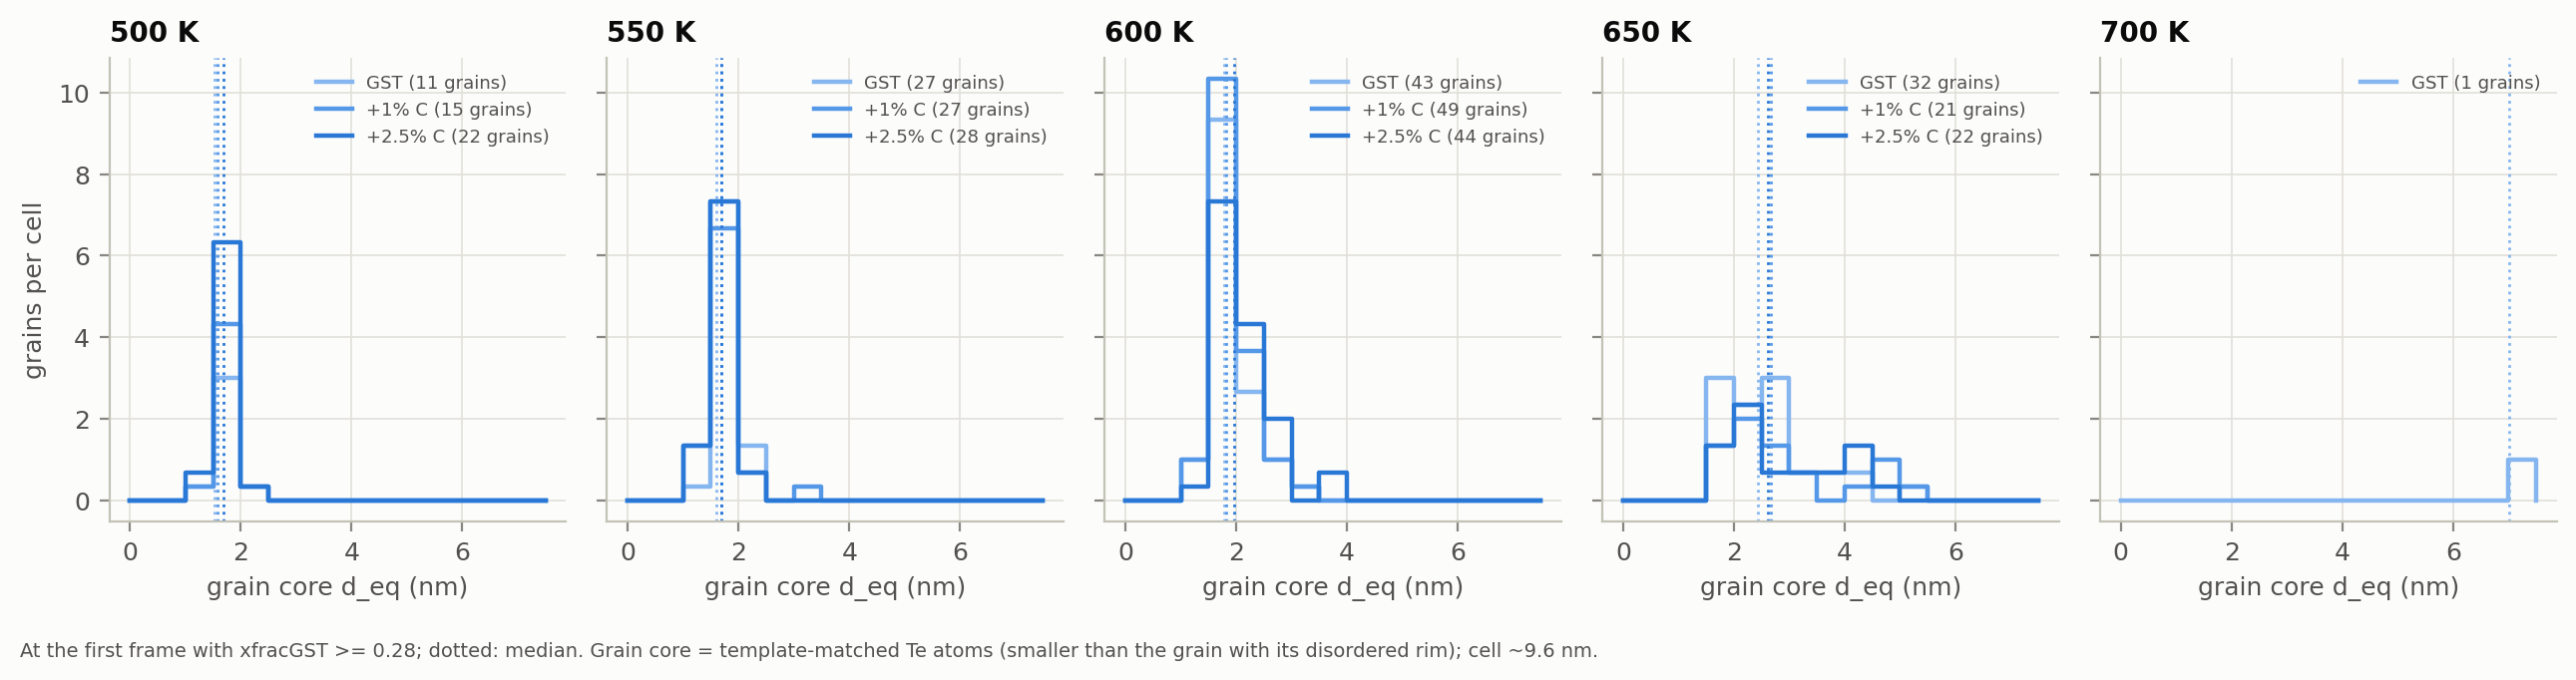 500 K
550 K
600 K
650 K
700 K
grains per cell
10
8
6
4
2
0
GST (11 grains)
+1% C (15 grains)
+2.5% C (22 grains)
GST (27 grains)
+1% C (27 grains)
+2.5% C (28 grains)
GST (43 grains)
+1% C (49 grains)
+2.5% C (44 grains)
GST (32 grains)
+1% C (21 grains)
+2.5% C (22 grains)
GST (1 grains)
0 2 4 6
0 2 4 6
0 2 4 6
0 2 4 6
0 2 4 6
grain core d_eq (nm)
grain core d_eq (nm)
grain core d_eq (nm)
grain core d_eq (nm)
grain core d_eq (nm)
At the first frame with xfracGST >= 0.28; dotted: median. Grain core = template-matched Te atoms (smaller than the grain with its disordered rim); cell ~9.6 nm.